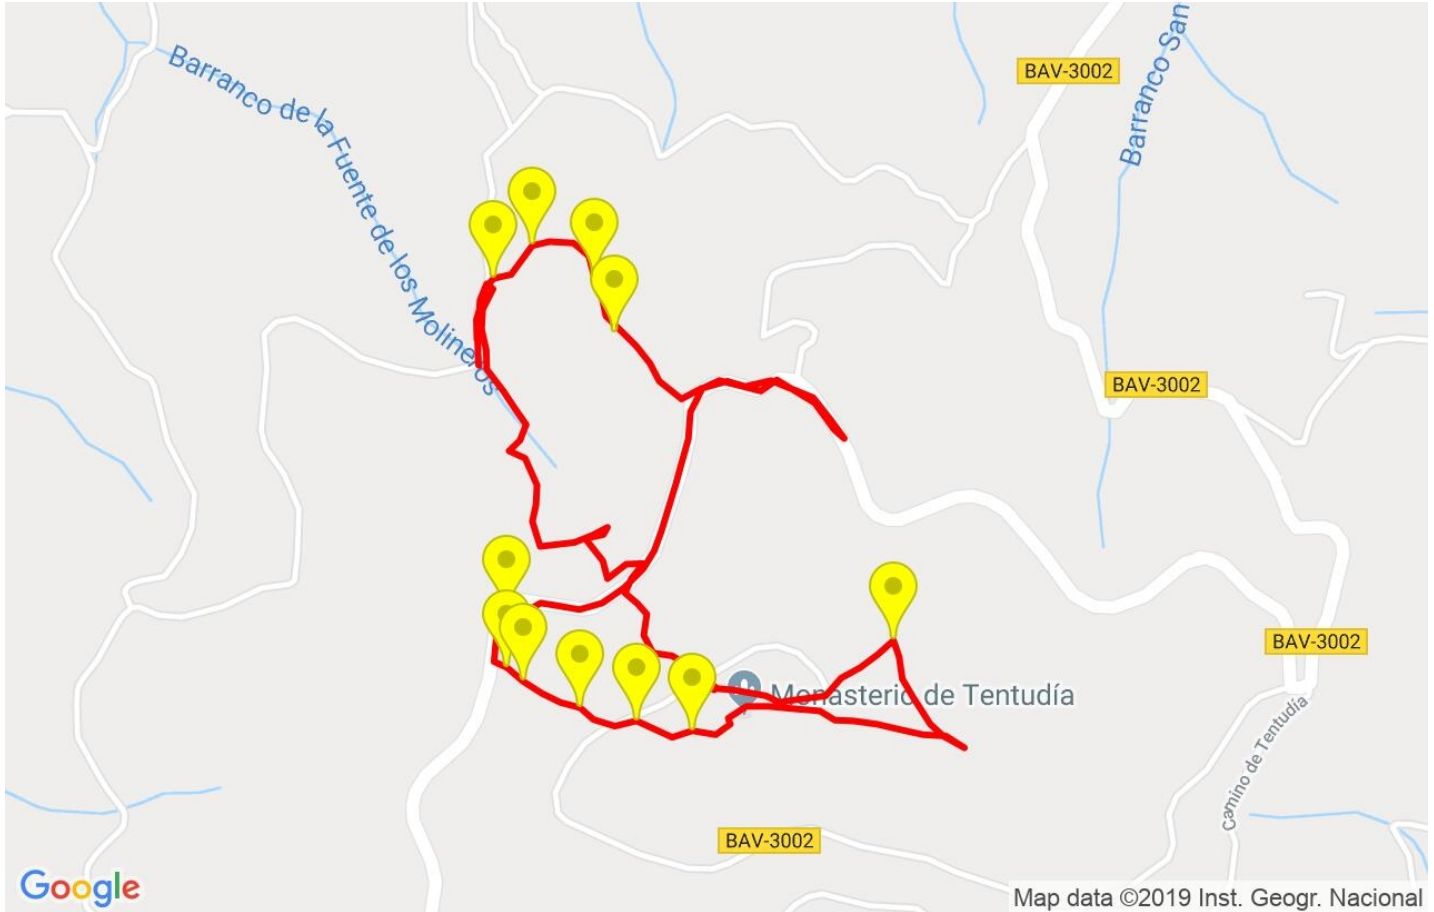 BAV-3002
Barranco San
Barranco de la Fuente de los Molineros
BAV-3002
BAV-3002
Monasterio de Tentudía
Camino de Tentudía
BAV-3002
Google
Map data ©2019 Inst. Geogr. Nacional